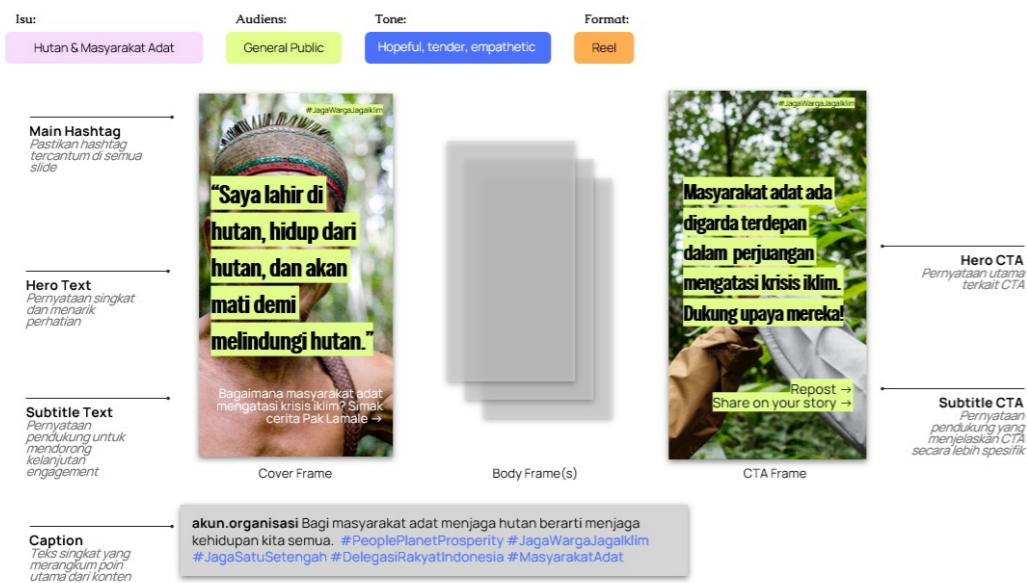 Isu:
Audiens:
Tone:
Format:
Hutan & Masyarakat Adat
General Public
Hopeful, tender, empathetic
Reel
Main Hashtag
Pastikan hashtag
tercantum di semua
slide
Hero Text
Pernyataan singkat
dan menarik
perhatian
Subtitle Text
Pernyataan
pendukung untuk
mendorong
kelanjutan
engagement
#JagaWargaJagaIklim
“Saya lahir di
hutan, hidup dari
hutan, dan akan
mati demi
melindungi hutan.”
Bagaimana masyarakat adat
mengatasi krisis iklim? Simak
cerita Pak Lamale →
Cover Frame
Body Frame(s)
#JagaWargaJagaIklim
Masyarakat adat ada
digarda terdepan
dalam perjuangan
mengatasi krisis iklim.
Dukung upaya mereka!
Repost →
Share on your story →
CTA Frame
Hero CTA
Pernyataan utama
terkait CTA
Subtitle CTA
Pernyataan
pendukung yang
menjelaskan CTA
secara lebih spesifik
Caption
Teks singkat yang
merangkum poin
utama dari konten
akun.organisasi Bagi masyarakat adat menjaga hutan berarti menjaga
kehidupan kita semua. #PeoplePlanetProsperity #JagaWargaJagaIklim
#JagaSatuSetengah #DelegasiRakyatIndonesia #MasyarakatAdat